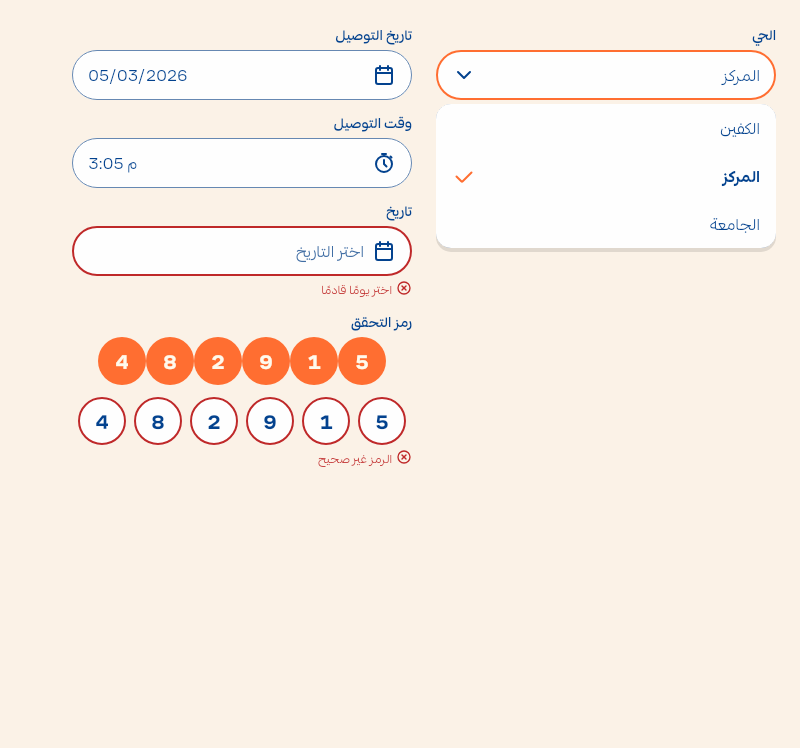 الحي
المركز
الكفين
المركز
الجامعة
تاريخ التوصيل
05/03/2026
وقت التوصيل
3:05 م
تاريخ
اختر التاريخ
اختر يومًا قادمًا
رمز التحقق
4 8 2 9 1 5
4 8 2 9 1 5
الرمز غير صحيح